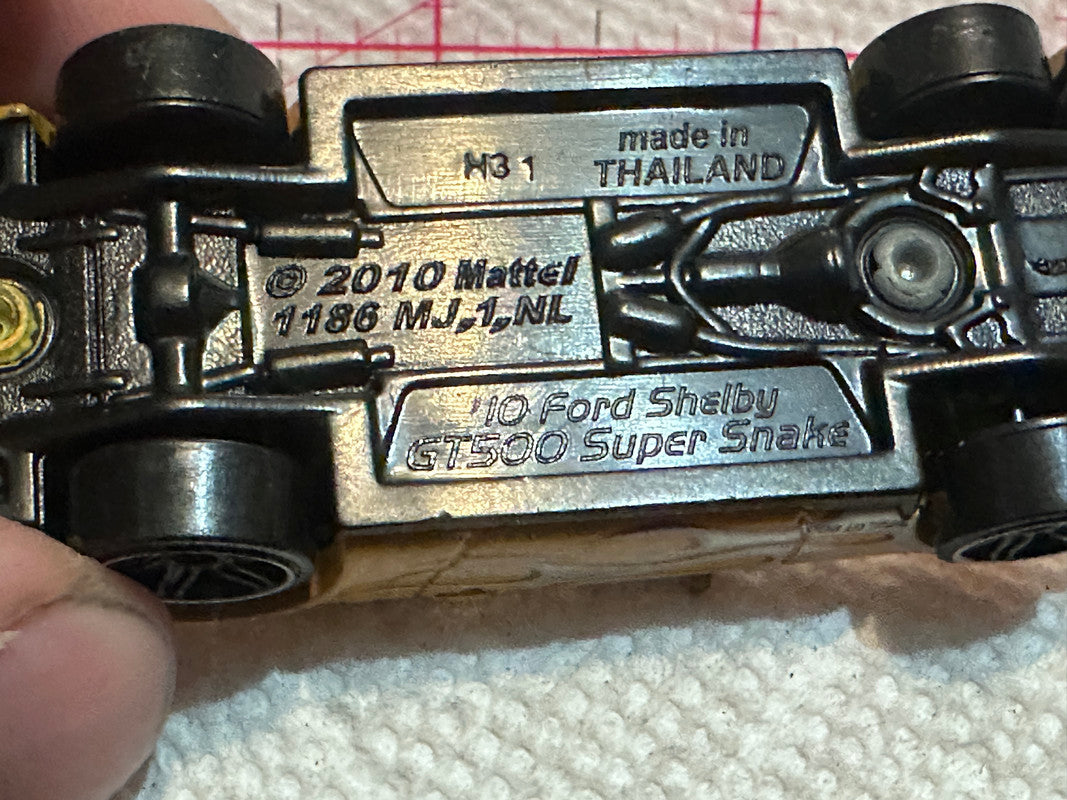 H3 1
made in
THAILAND
© 2010 Mattel
1186 MJ,1,NL
'10 Ford Shelby
GT500 Super Snake